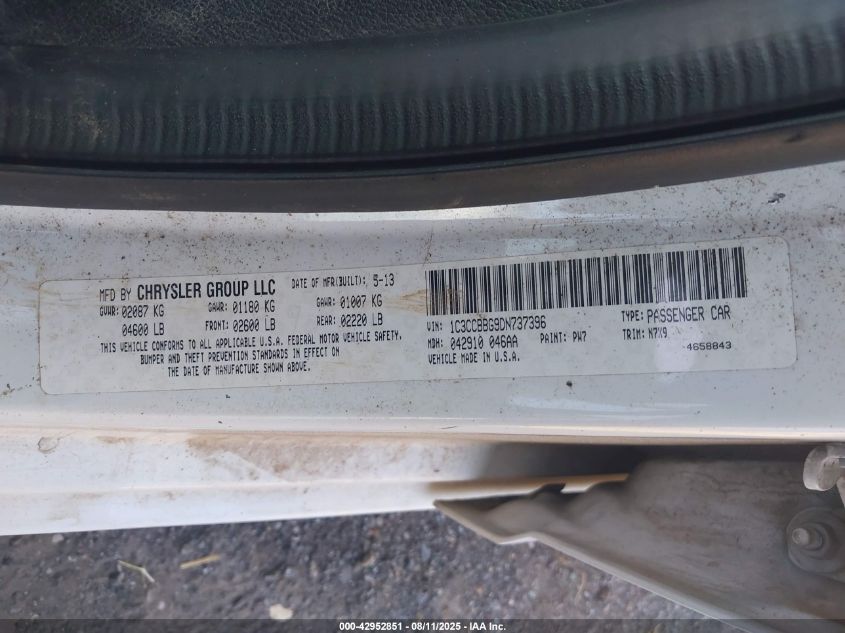 MFD BY CHRYSLER GROUP LLC
DATE OF MFR(BUILT): 5-13
GVWR: 02087 KG GAWR: 01180 KG GAWR: 01007 KG
04600 LB FRONT: 02600 LB REAR: 02220 LB
THIS VEHICLE CONFORMS TO ALL APPLICABLE U.S.A. FEDERAL MOTOR VEHICLE SAFETY,
BUMPER AND THEFT PREVENTION STANDARDS IN EFFECT ON
THE DATE OF MANUFACTURE SHOWN ABOVE.
VIN: 1C3CCBBG9DN737396 TYPE: PASSENGER CAR
MDH: 042910 046AA PAINT: PW7 TRIM: N7X9
VEHICLE MADE IN U.S.A. -4658843
000-42952851 - 08/11/2025 - IAA Inc.